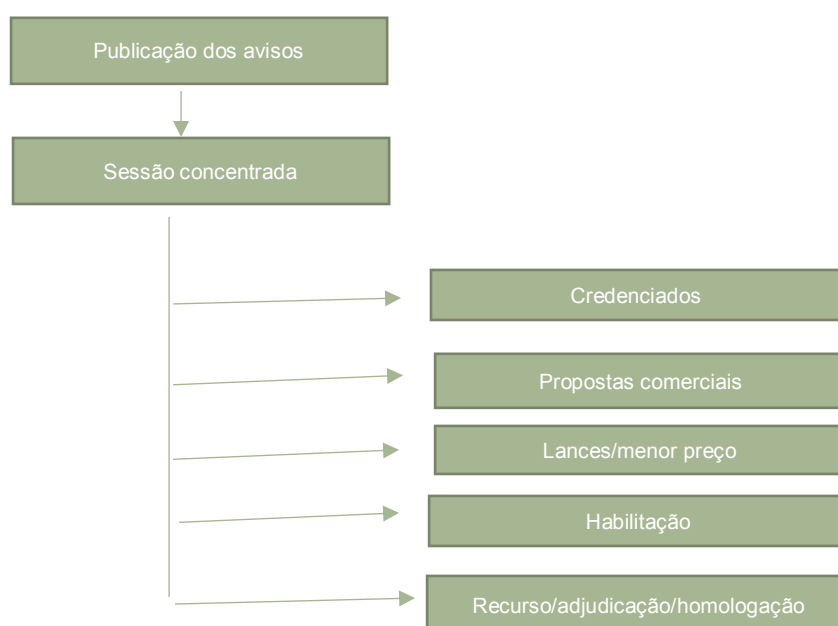 Publicação dos avisos
Sessão concentrada
Credenciados
Propostas comerciais
Lances/menor preço
Habilitação
Recurso/adjudicação/homologação